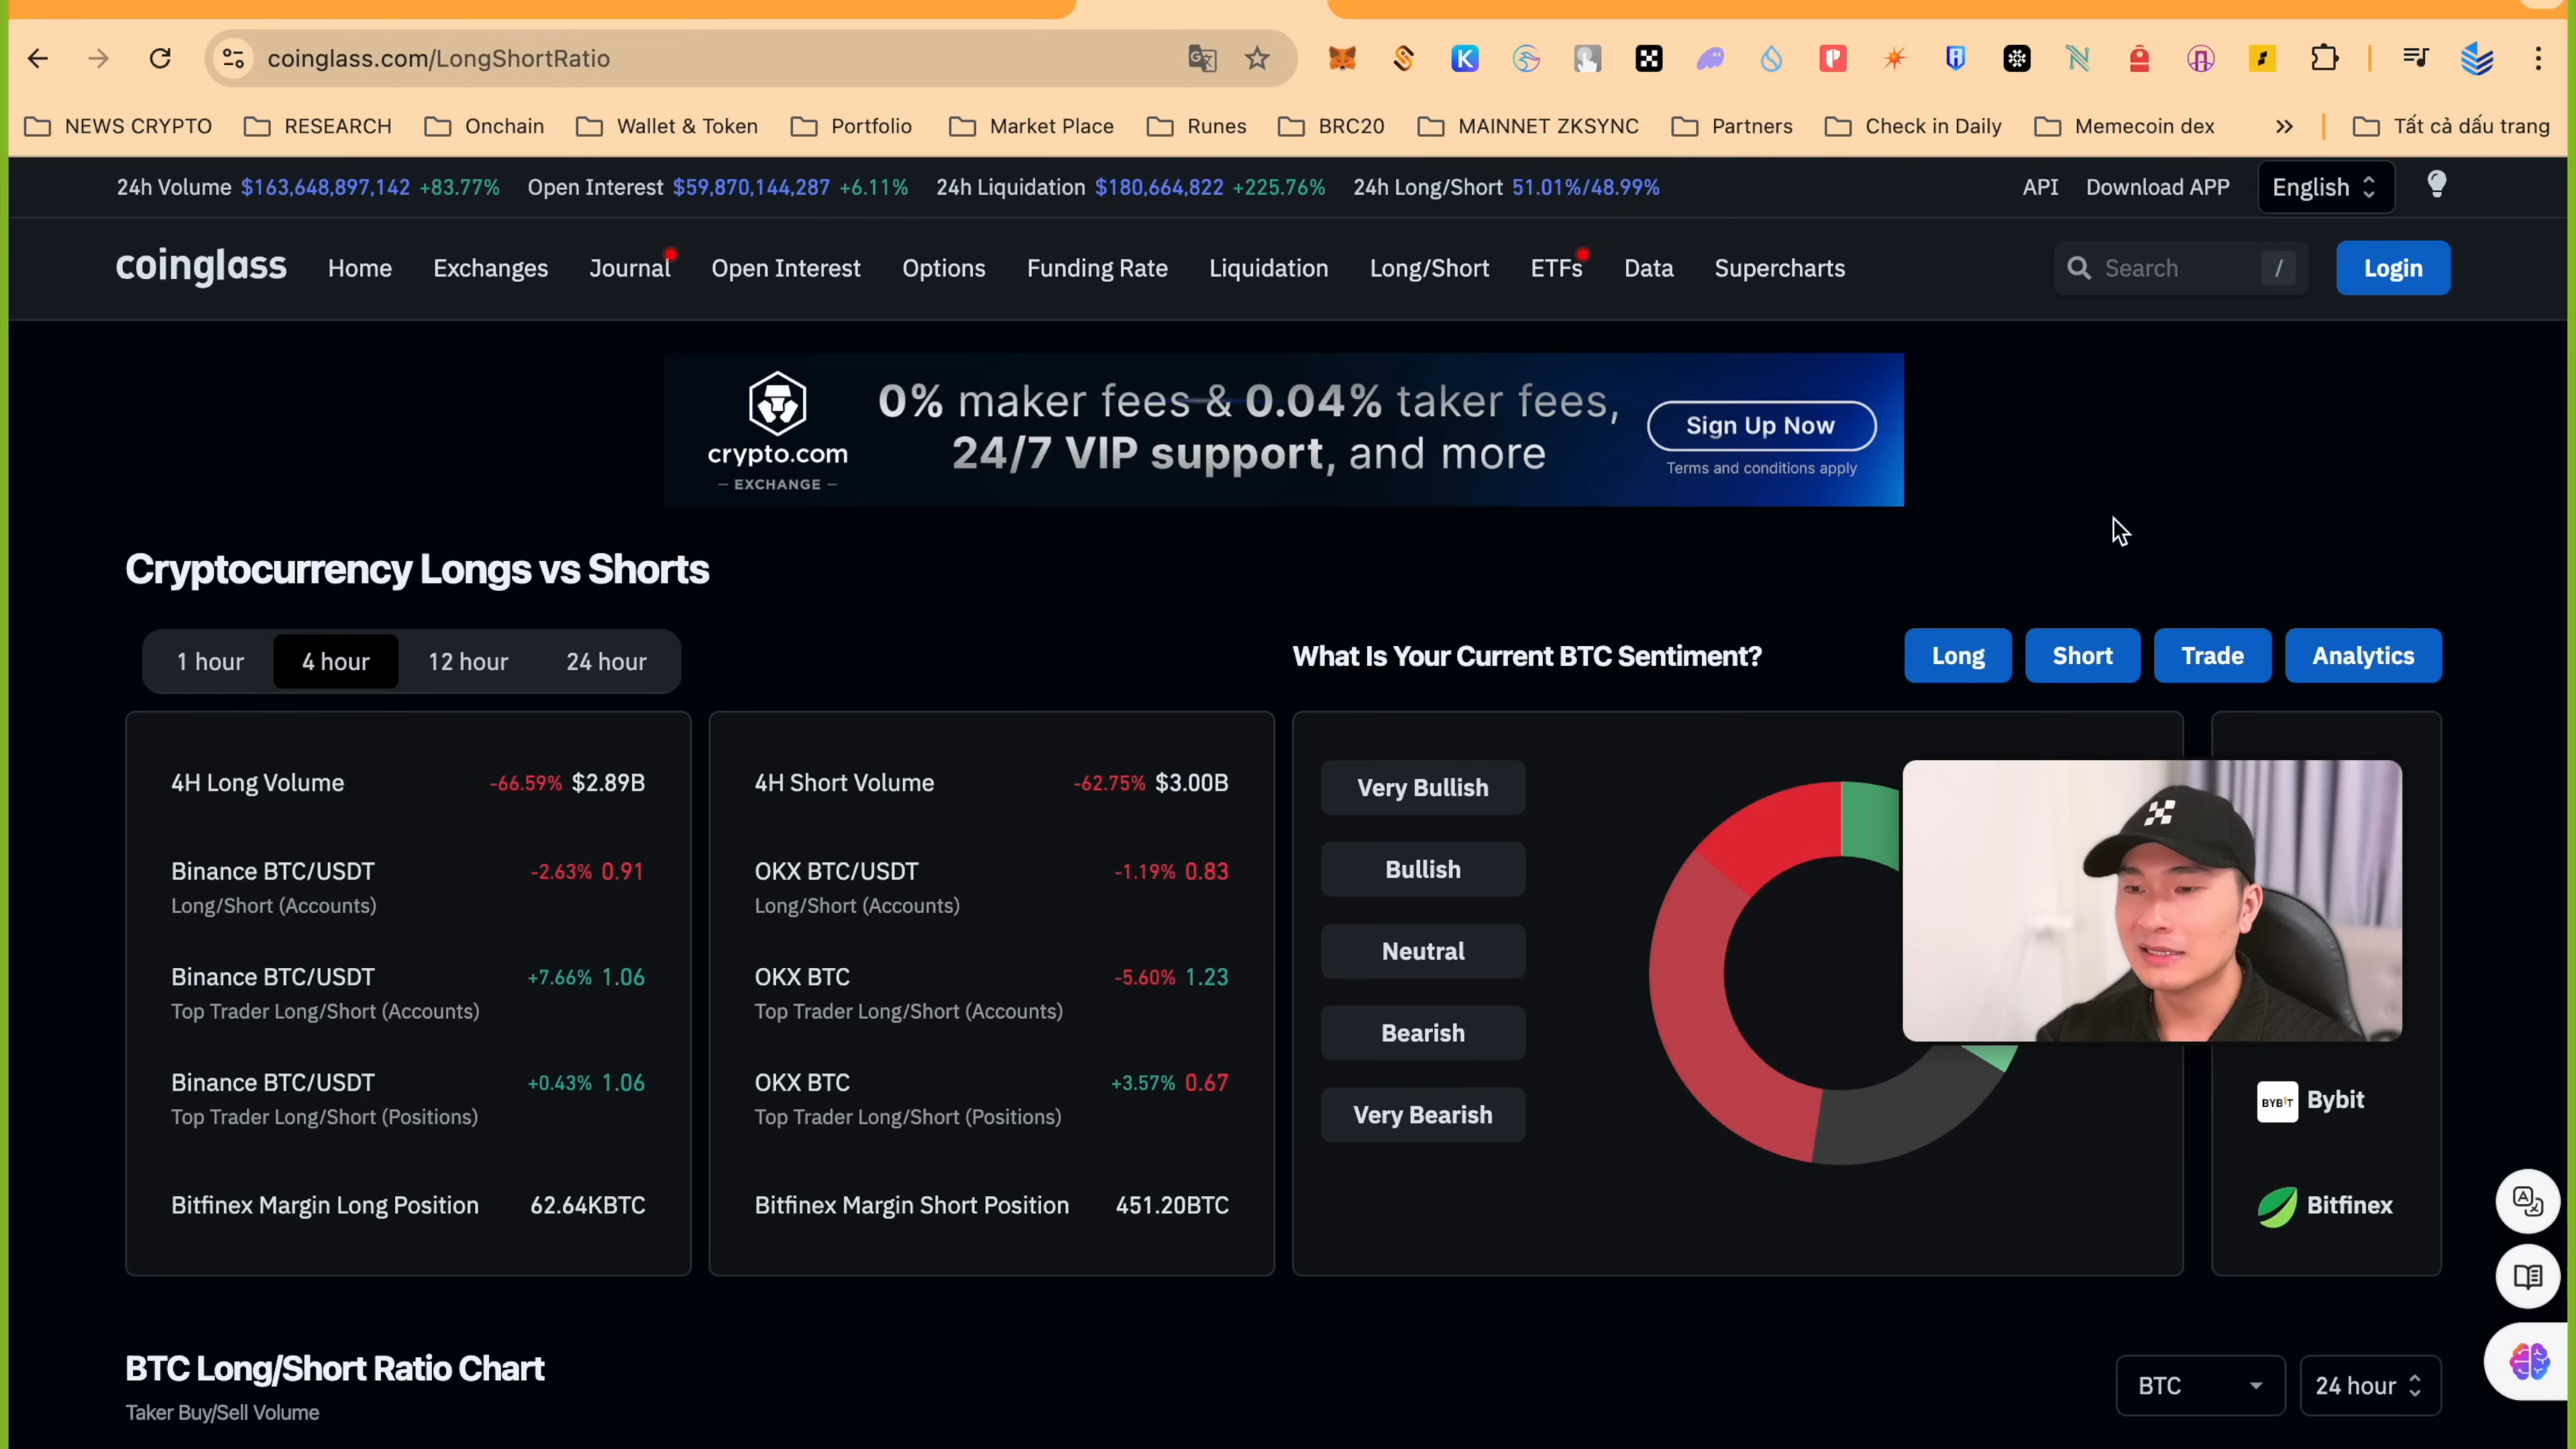 coinglass.com/LongShortRatio
NEWS CRYPTO RESEARCH Onchain Wallet & Token Portfolio Market Place Runes BRC20 MAINNET ZKSYNC Partners Check in Daily Memecoin dex Tất cả dấu trang
24h Volume $163,648,897,142 +83.77% Open Interest $59,870,144,287 +6.11% 24h Liquidation $180,664,822 +225.76% 24h Long/Short 51.01%/48.99% API Download APP English
coinglass Home Exchanges Journal Open Interest Options Funding Rate Liquidation Long/Short ETFs Data Supercharts Search / Login
crypto.com
EXCHANGE
0% maker fees & 0.04% taker fees,
24/7 VIP support, and more
Sign Up Now
Terms and conditions apply
Cryptocurrency Longs vs Shorts
1 hour 4 hour 12 hour 24 hour
What Is Your Current BTC Sentiment? Long Short Trade Analytics
4H Long Volume -66.59% $2.89B
Binance BTC/USDT -2.63% 0.91
Long/Short (Accounts)
Binance BTC/USDT +7.66% 1.06
Top Trader Long/Short (Accounts)
Binance BTC/USDT +0.43% 1.06
Top Trader Long/Short (Positions)
Bitfinex Margin Long Position 62.64KBTC
4H Short Volume -62.75% $3.00B
OKX BTC/USDT -1.19% 0.83
Long/Short (Accounts)
OKX BTC -5.60% 1.23
Top Trader Long/Short (Accounts)
OKX BTC +3.57% 0.67
Top Trader Long/Short (Positions)
Bitfinex Margin Short Position 451.20BTC
Very Bullish
Bullish
Neutral
Bearish
Very Bearish
BYBIT Bybit
Bitfinex
BTC Long/Short Ratio Chart
Taker Buy/Sell Volume
BTC 24 hour